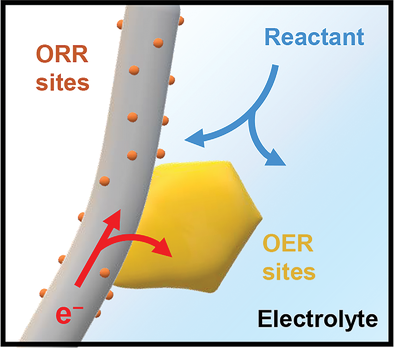 ORR
sites
Reactant
OER
sites
e⁻
Electrolyte